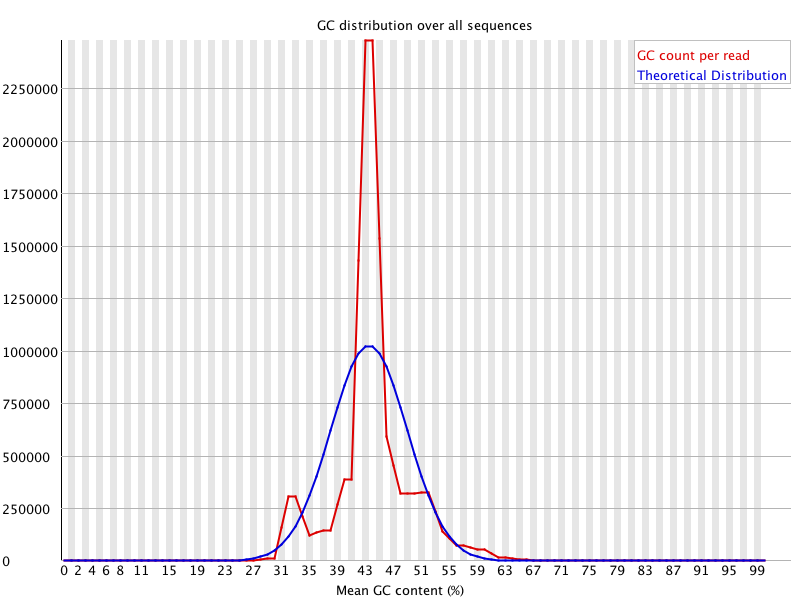 GC distribution over all sequences
GC count per read
Theoretical Distribution
2250000
2000000
1750000
1500000
1250000
1000000
750000
500000
250000
0
0 2 4 6 8 11 15 19 23 27 31 35 39 43 47 51 55 59 63 67 71 75 79 83 87 91 95 99
Mean GC content (%)